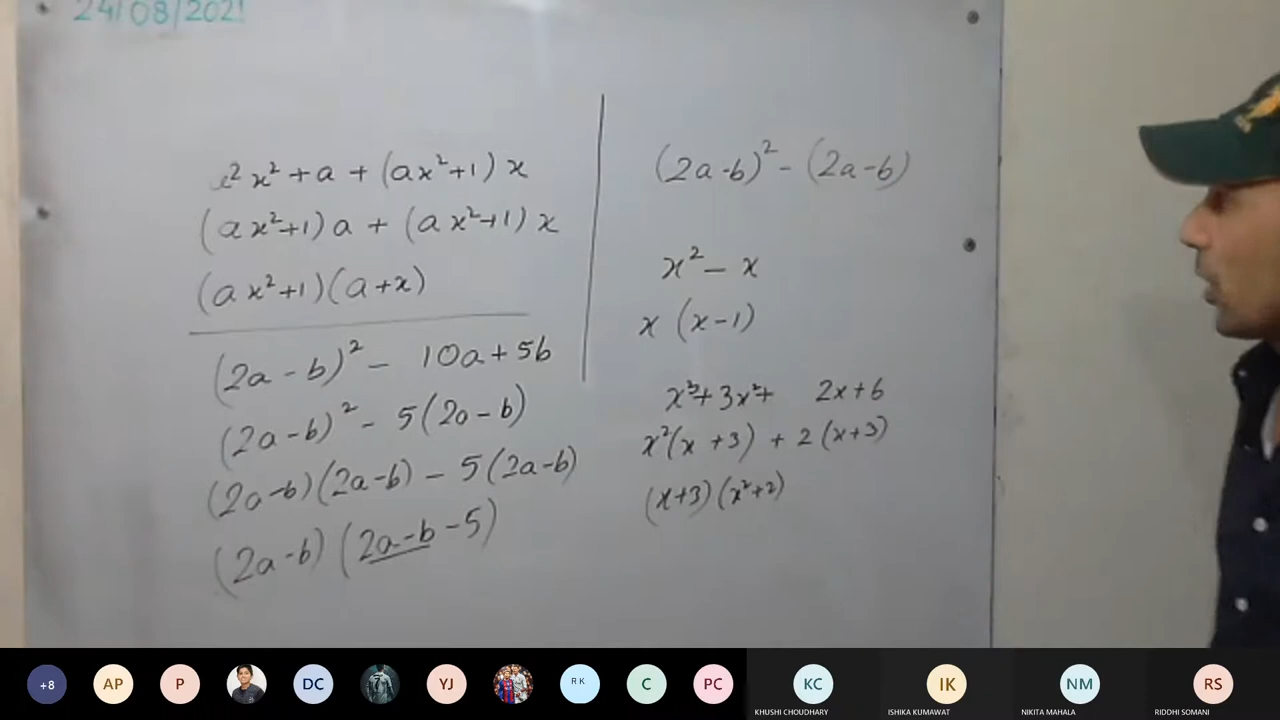 24/08/2021
x² + a + (ax²+1) x
(ax²+1) a + (ax²+1) x
(ax²+1)(a+x)
(2a-b)² - 10a + 5b
(2a-b)² - 5(2a-b)
(2a-b)(2a-b) - 5(2a-b)
(2a-b)(2a-b-5)
(2a-b)² - (2a-b)
x² - x
x (x-1)
x³+3x²+ 2x+6
x²(x+3) + 2(x+3)
(x+3)(x²+2)
+8 AP P DC YJ RK C PC KC IK NM RS
KHUSHI CHOUDHARY ISHIKA KUMAWAT NIKITA MAHALA RIDDHI SOMANI